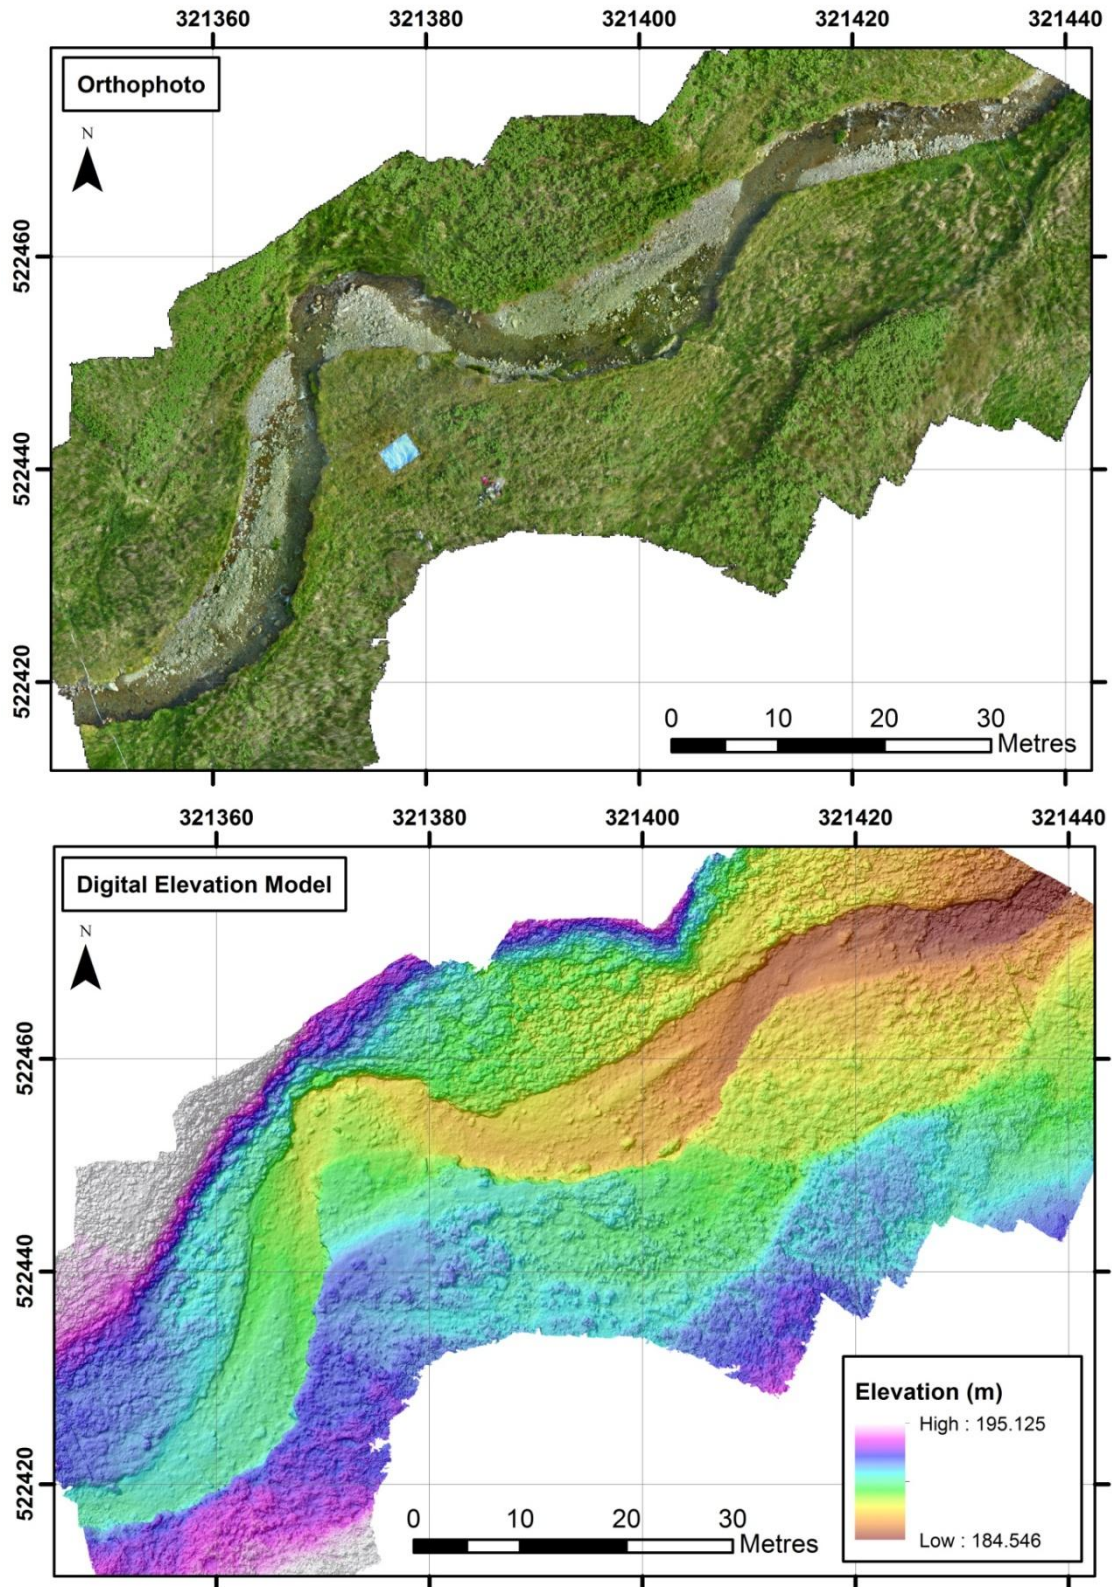 321360 321380 321400 321420 321440
Orthophoto
N
522460
522440
522420
0 10 20 30
Metres
321360 321380 321400 321420 321440
Digital Elevation Model
N
522460
522440
522420
Elevation (m)
High : 195.125
Low : 184.546
0 10 20 30
Metres